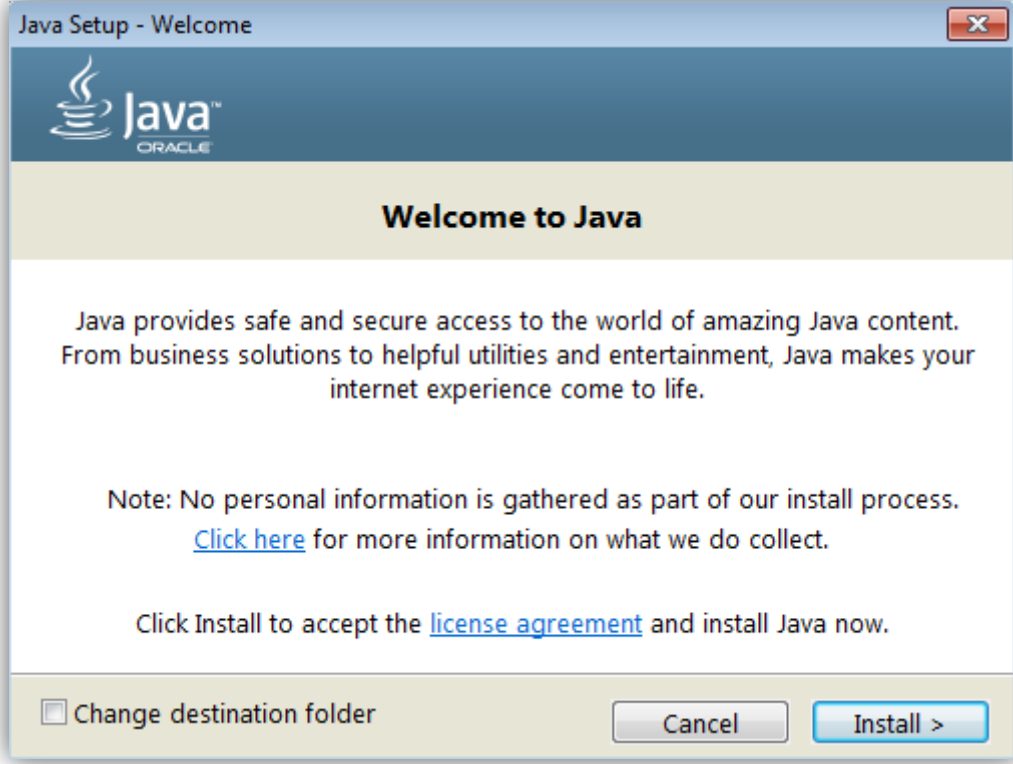 Java Setup - Welcome
Java™
ORACLE
Welcome to Java
Java provides safe and secure access to the world of amazing Java content.
From business solutions to helpful utilities and entertainment, Java makes your
internet experience come to life.
Note: No personal information is gathered as part of our install process.
Click here for more information on what we do collect.
Click Install to accept the license agreement and install Java now.
Change destination folder
Cancel
Install >